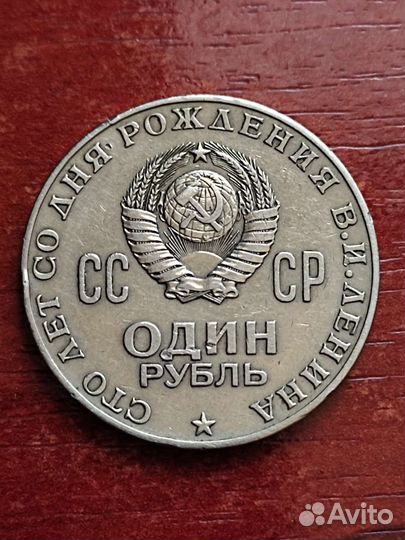 СТО ЛЕТ СО ДНЯ РОЖДЕНИЯ В.И.ЛЕНИНА
СС СР
ОДИН
РУБЛЬ
Avito